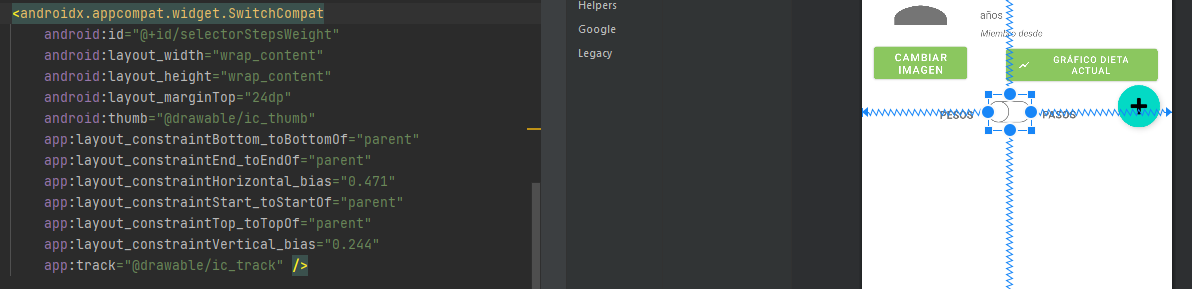 <androidx.appcompat.widget.SwitchCompat
android:id="@+id/selectorStepsWeight"
android:layout_width="wrap_content"
android:layout_height="wrap_content"
android:layout_marginTop="24dp"
android:thumb="@drawable/ic_thumb"
app:layout_constraintBottom_toBottomOf="parent"
app:layout_constraintEnd_toEndOf="parent"
app:layout_constraintHorizontal_bias="0.471"
app:layout_constraintStart_toStartOf="parent"
app:layout_constraintTop_toTopOf="parent"
app:layout_constraintVertical_bias="0.244"
app:track="@drawable/ic_track" />
Helpers
Google
Legacy
años
Miembro desde
CAMBIAR
IMAGEN
GRÁFICO DIETA
ACTUAL
PESOS
PASOS